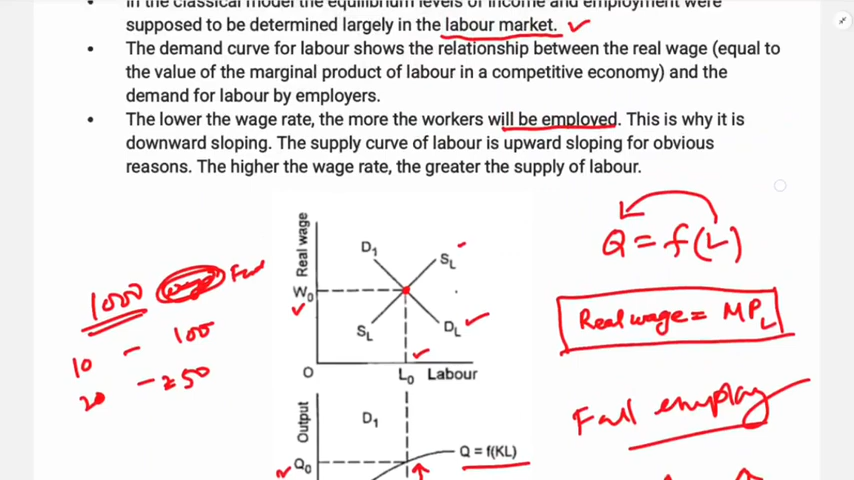 In the classical model the equilibrium levels of income and employment were
supposed to be determined largely in the labour market.
• The demand curve for labour shows the relationship between the real wage (equal to
the value of the marginal product of labour in a competitive economy) and the
demand for labour by employers.
• The lower the wage rate, the more the workers will be employed. This is why it is
downward sloping. The supply curve of labour is upward sloping for obvious
reasons. The higher the wage rate, the greater the supply of labour.
Real wage
D1
SL
W0
SL
DL
O
L0 Labour
Output
D1
Q = f(KL)
Q0
1000
10 - 100
20 - 250
Q = f(L)
Real wage = MPL
Full employ